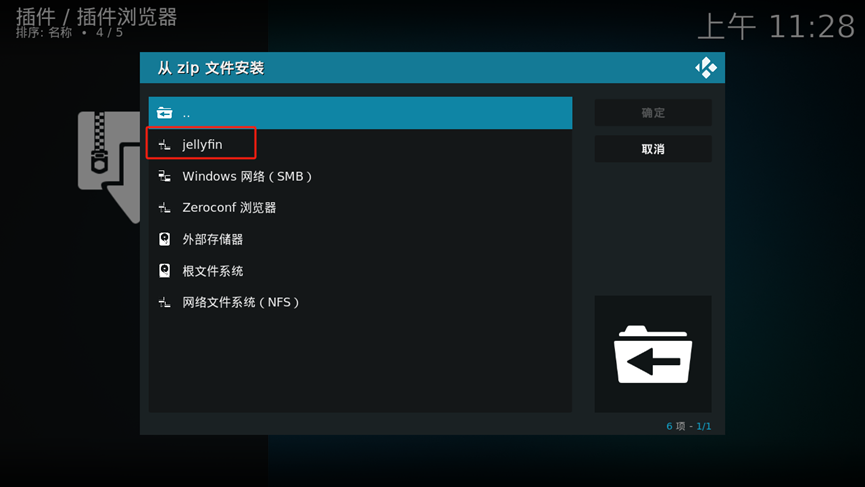 插件 / 插件浏览器
排序: 名称 • 4 / 5
上午 11:28
从 zip 文件安装
..
jellyfin
Windows 网络 ( SMB )
Zeroconf 浏览器
外部存储器
根文件系统
网络文件系统 ( NFS )
确定
取消
6 项 - 1/1